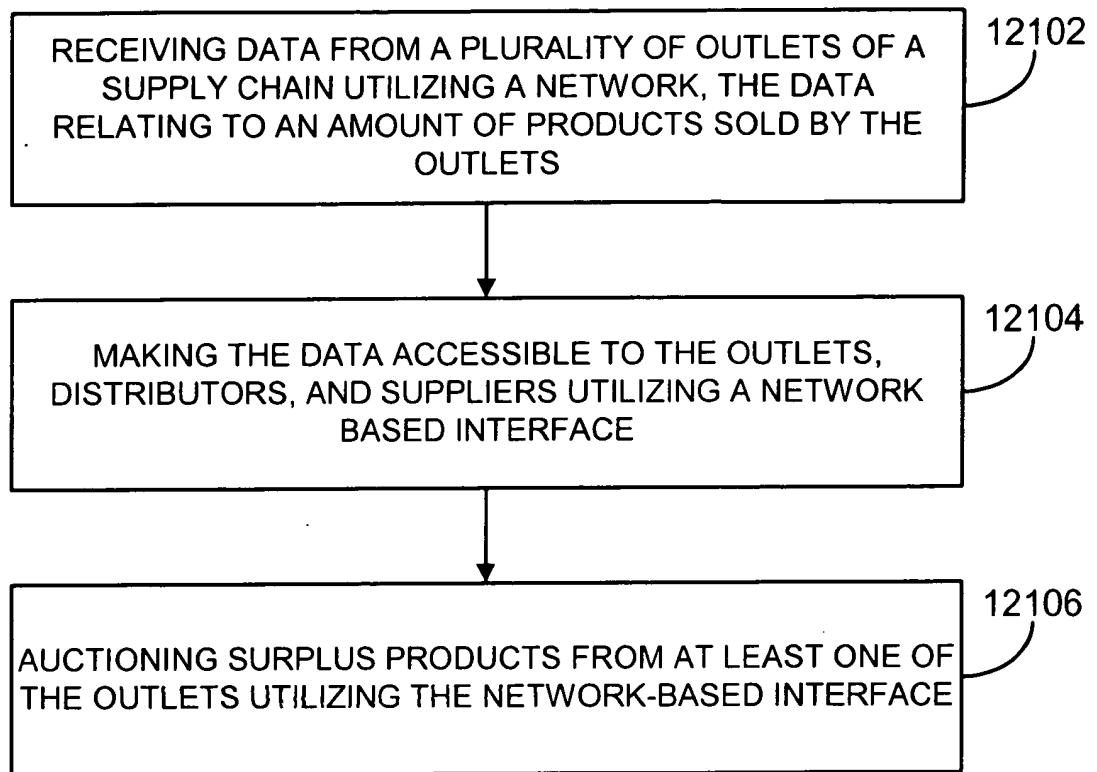 RECEIVING DATA FROM A PLURALITY OF OUTLETS OF A
SUPPLY CHAIN UTILIZING A NETWORK, THE DATA
RELATING TO AN AMOUNT OF PRODUCTS SOLD BY THE
OUTLETS
12102
MAKING THE DATA ACCESSIBLE TO THE OUTLETS,
DISTRIBUTORS, AND SUPPLIERS UTILIZING A NETWORK
BASED INTERFACE
12104
AUCTIONING SURPLUS PRODUCTS FROM AT LEAST ONE OF
THE OUTLETS UTILIZING THE NETWORK-BASED INTERFACE
12106